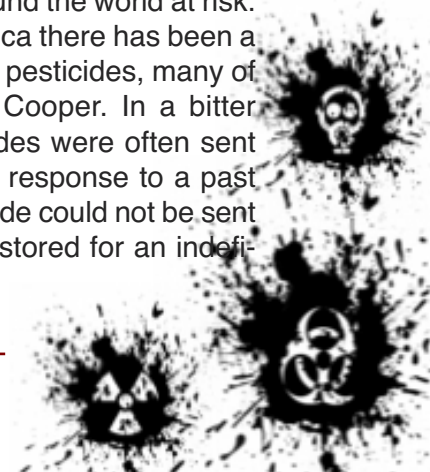 und the world at risk.
ca there has been a
pesticides, many of
Cooper. In a bitter
des were often sent
response to a past
de could not be sent
stored for an indefi-